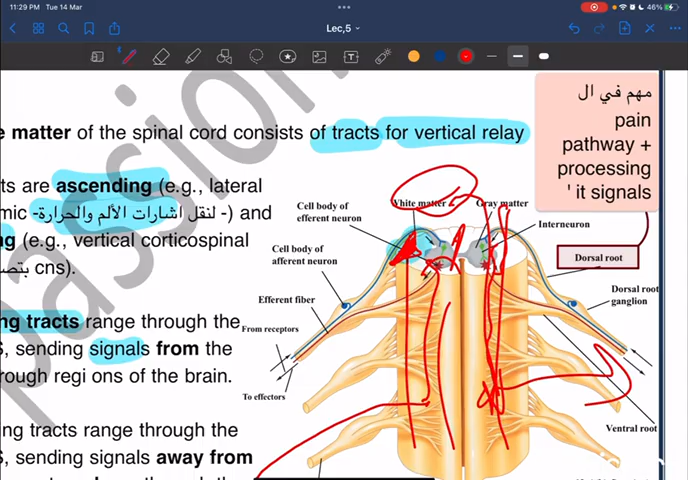 11:29 PM Tue 14 Mar
46%
Lec,5
e matter of the spinal cord consists of tracts for vertical relay
ts are ascending (e.g., lateral
mic -لنقل اشارات الألم والحرارة -) and
ng (e.g., vertical corticospinal
cns).
ng tracts range through the
S, sending signals from the
rough regi ons of the brain.
ng tracts range through the
S, sending signals away from
مهم في ال
pain
pathway +
processing
it signals '
White matter
Gray matter
Cell body of
efferent neuron
Interneuron
Cell body of
afferent neuron
Dorsal root
Efferent fiber
Dorsal root
ganglion
From receptors
To effectors
Ventral root
passion